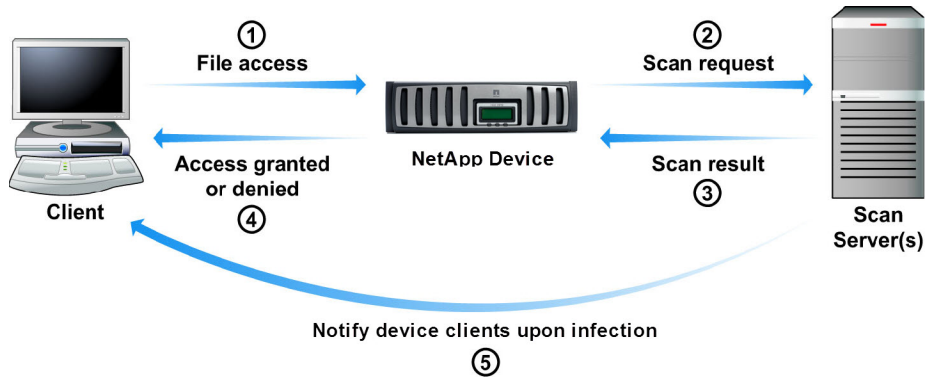 ①
File access
②
Scan request
NetApp Device
Access granted
or denied
④
Scan result
③
Client
Scan
Server(s)
Notify device clients upon infection
⑤